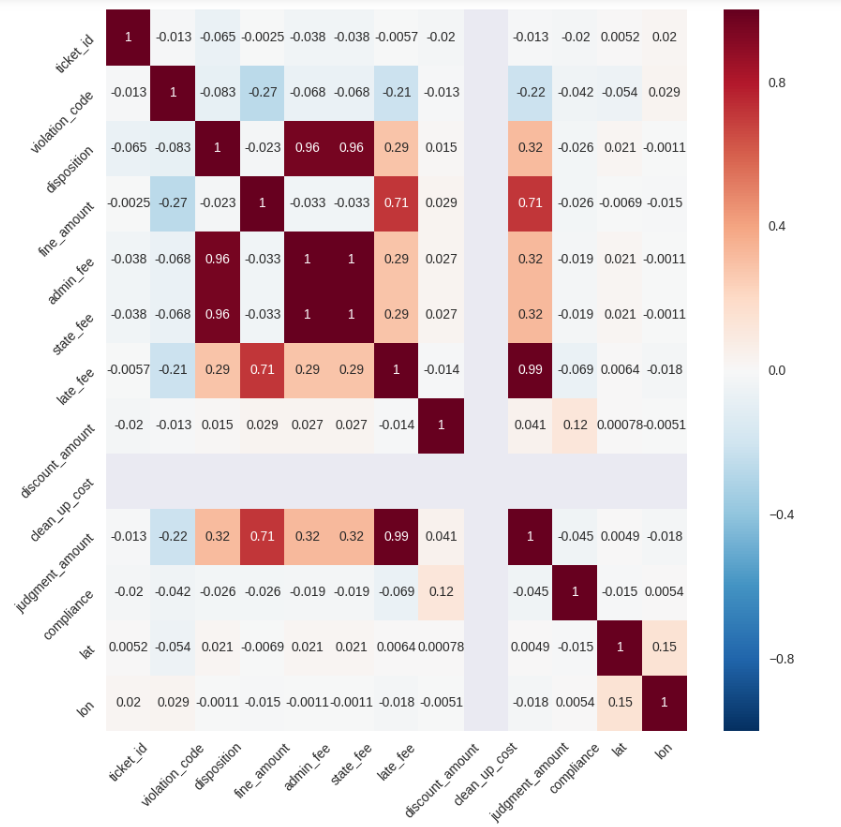 ticket_id 1 -0.013 -0.065 -0.0025 -0.038 -0.038 -0.0057 -0.02 -0.013 -0.02 0.0052 0.02
violation_code -0.013 1 -0.083 -0.27 -0.068 -0.068 -0.21 -0.013 -0.22 -0.042 -0.054 0.029
disposition -0.065 -0.083 1 -0.023 0.96 0.96 0.29 0.015 0.32 -0.026 0.021 -0.0011
fine_amount -0.0025 -0.27 -0.023 1 -0.033 -0.033 0.71 0.029 0.71 -0.026 -0.0069 -0.015
admin_fee -0.038 -0.068 0.96 -0.033 1 1 0.29 0.027 0.32 -0.019 0.021 -0.0011
state_fee -0.038 -0.068 0.96 -0.033 1 1 0.29 0.027 0.32 -0.019 0.021 -0.0011
late_fee -0.0057 -0.21 0.29 0.71 0.29 0.29 1 -0.014 0.99 -0.069 0.0064 -0.018
discount_amount -0.02 -0.013 0.015 0.029 0.027 0.027 -0.014 1 0.041 0.12 0.00078 -0.0051
clean_up_cost
judgment_amount -0.013 -0.22 0.32 0.71 0.32 0.32 0.99 0.041 1 -0.045 0.0049 -0.018
compliance -0.02 -0.042 -0.026 -0.026 -0.019 -0.019 -0.069 0.12 -0.045 1 -0.015 0.0054
lat 0.0052 -0.054 0.021 -0.0069 0.021 0.021 0.0064 0.00078 0.0049 -0.015 1 0.15
lon 0.02 0.029 -0.0011 -0.015 -0.0011 -0.0011 -0.018 -0.0051 -0.018 0.0054 0.15 1
ticket_id violation_code disposition fine_amount admin_fee state_fee late_fee discount_amount clean_up_cost judgment_amount compliance lat lon
0.8
0.4
0.0
−0.4
−0.8